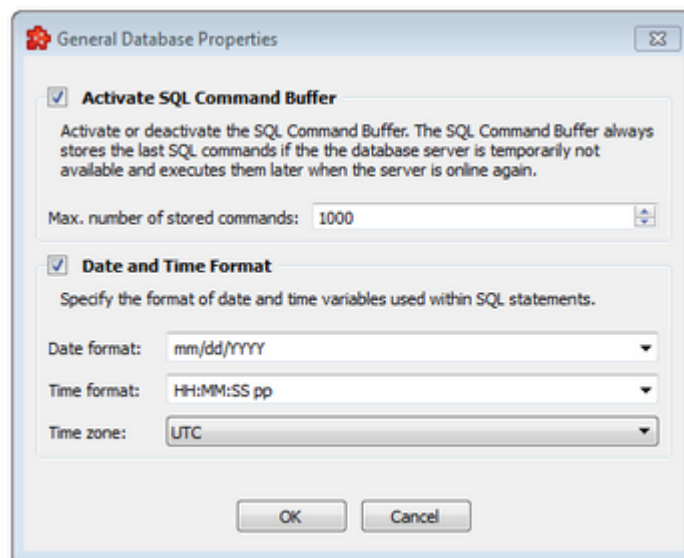 General Database Properties
Activate SQL Command Buffer
Activate or deactivate the SQL Command Buffer. The SQL Command Buffer always
stores the last SQL commands if the the database server is temporarily not
available and executes them later when the server is online again.
Max. number of stored commands: 1000
Date and Time Format
Specify the format of date and time variables used within SQL statements.
Date format: mm/dd/YYYY
Time format: HH:MM:SS pp
Time zone: UTC
OK Cancel